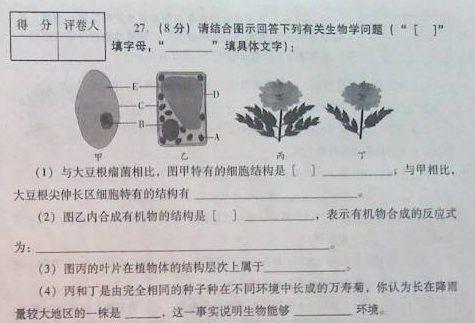 得 分 评卷人
27. (8 分) 请结合图示回答下列有关生物学问题 ( “ [ ]”
填字母, “________” 填具体文字):
E
C
B
D
A
甲 乙 丙 丁
(1) 与大豆根瘤菌相比, 图甲特有的细胞结构是 [ ] ________; 与甲相比,
大豆根尖伸长区细胞特有的结构有 ________。
(2) 图乙内合成有机物的结构是 [ ] ________, 表示有机物合成的反应式
为: ________。
(3) 图丙的叶片在植物体的结构层次上属于________。
(4) 丙和丁是由完全相同的种子种在不同环境中长成的万寿菊, 你认为长在降雨
量较大地区的一株是 ________, 这一事实说明生物能够 ________ 环境。